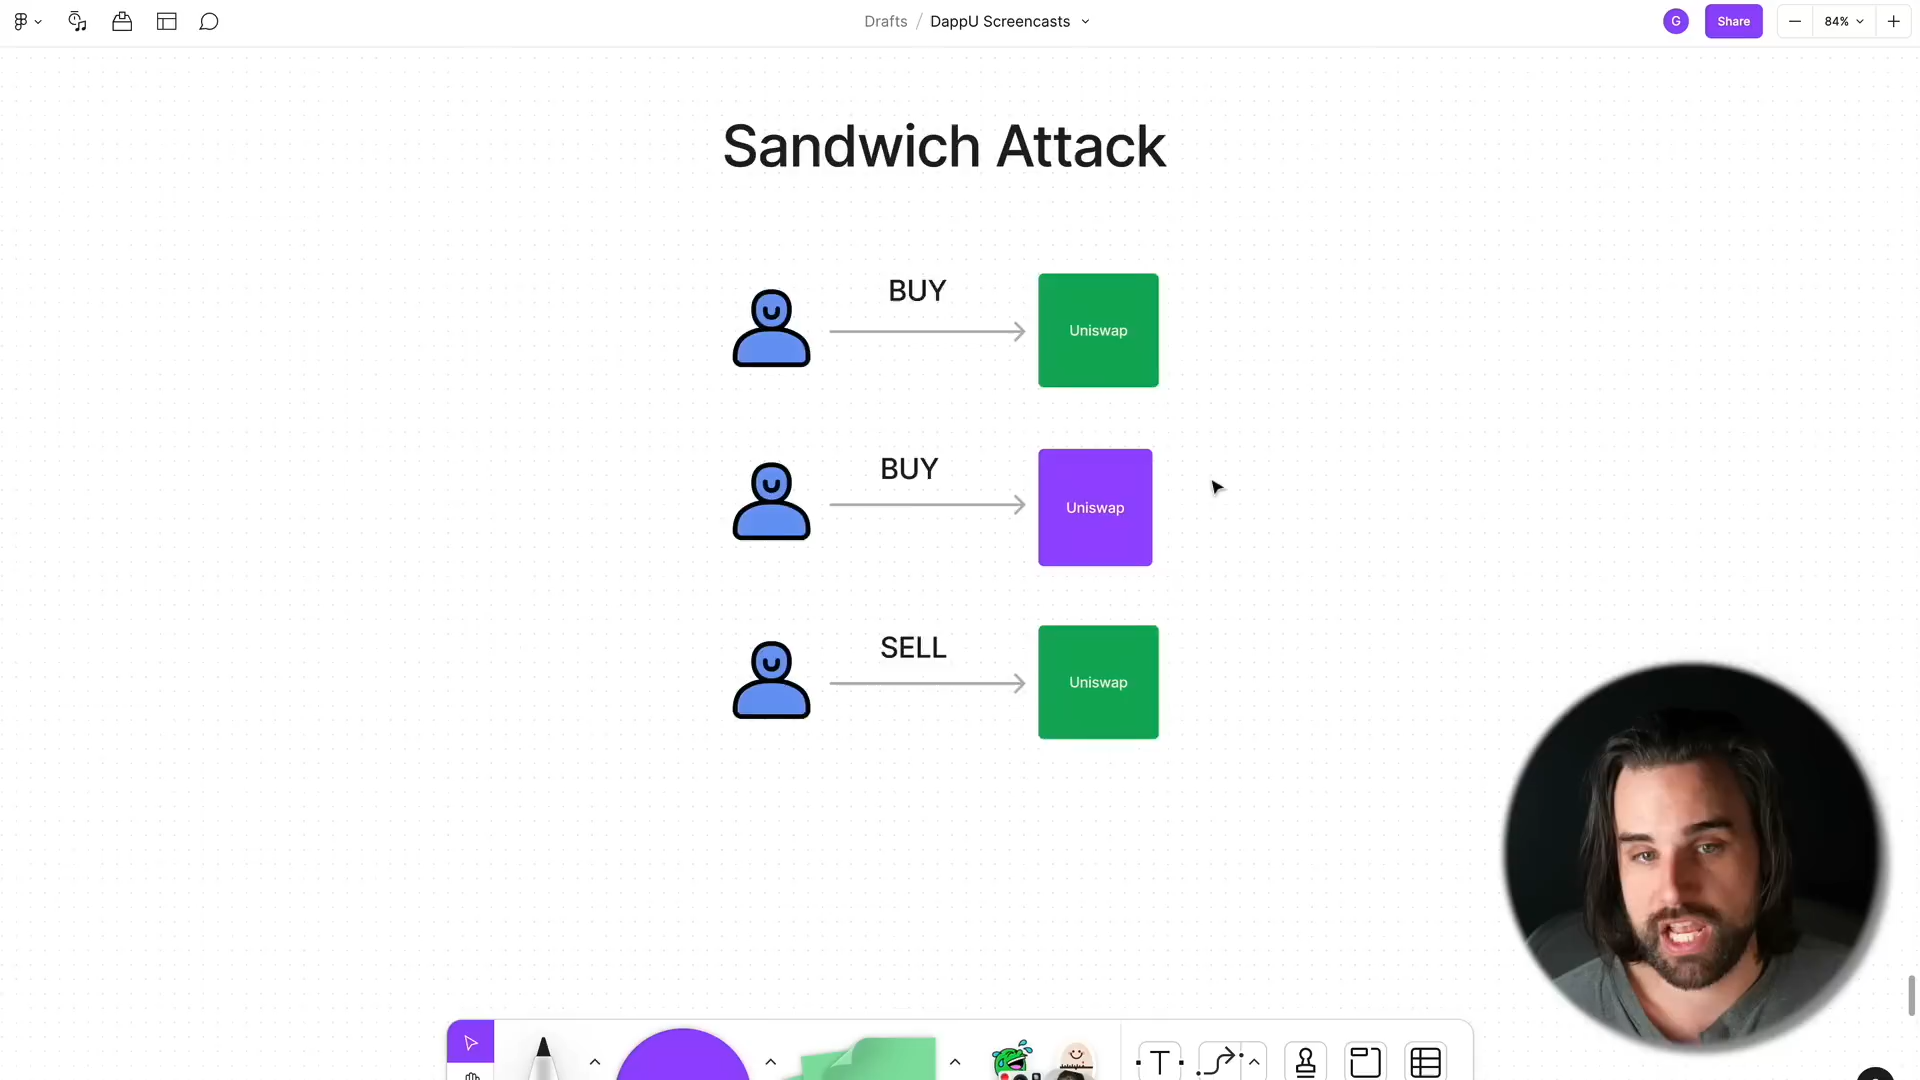 Drafts / DappU Screencasts
G
Share
84%
Sandwich Attack
BUY
Uniswap
BUY
Uniswap
SELL
Uniswap
T